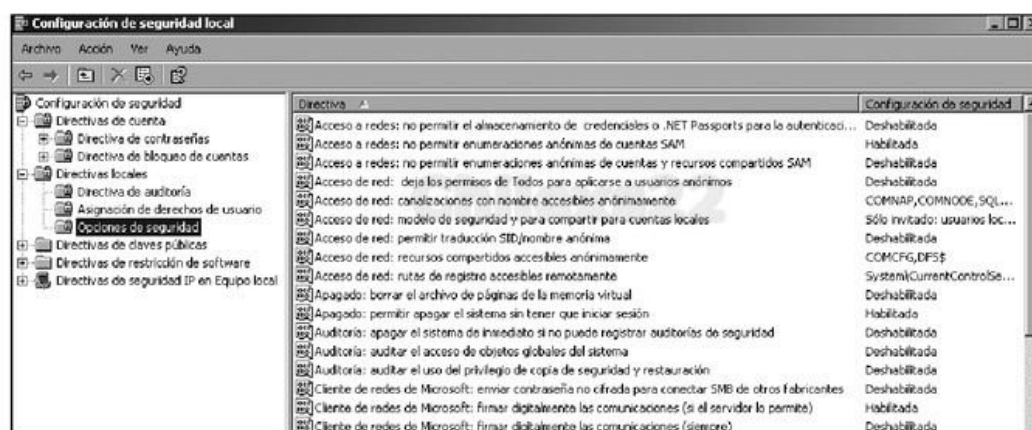 Configuración de seguridad local
Archivo Acción Ver Ayuda
Configuración de seguridad
Directivas de cuenta
Directiva de contraseñas
Directiva de bloqueo de cuentas
Directivas locales
Directiva de auditoría
Asignación de derechos de usuario
Opciones de seguridad
Directivas de claves públicas
Directivas de restricción de software
Directivas de seguridad IP en Equipo local
Directiva Configuración de seguridad
Acceso a redes: no permitir el almacenamiento de credenciales o .NET Passports para la autenticaci... Deshabilitada
Acceso a redes: no permitir enumeraciones anónimas de cuentas SAM Habilitada
Acceso a redes: no permitir enumeraciones anónimas de cuentas y recursos compartidos SAM Deshabilitada
Acceso de red: deja los permisos de Todos para aplicarse a usuarios anónimos Deshabilitada
Acceso de red: canalizaciones con nombre accesibles anónimamente COMNAP,COMNODE,SQL...
Acceso de red: modelo de seguridad y para compartir para cuentas locales Sólo invitado: usuarios loc...
Acceso de red: permitir traducción SID/nombre anónima Deshabilitada
Acceso de red: recursos compartidos accesibles anónimamente COMCFG,DFS$
Acceso de red: rutas de registro accesibles remotamente System\CurrentControlSe...
Apagado: borrar el archivo de páginas de la memoria virtual Deshabilitada
Apagado: permitir apagar el sistema sin tener que iniciar sesión Habilitada
Auditoría: apagar el sistema de inmediato si no puede registrar auditorías de seguridad Deshabilitada
Auditoría: auditar el acceso de objetos globales del sistema Deshabilitada
Auditoría: auditar el uso del privilegio de copia de seguridad y restauración Deshabilitada
Cliente de redes de Microsoft: enviar contraseña no cifrada para conectar SMB de otros fabricantes Deshabilitada
Cliente de redes de Microsoft: firmar digitalmente las comunicaciones (si el servidor lo permite) Habilitada
Cliente de redes de Microsoft: firmar digitalmente las comunicaciones (siempre) Deshabilitada